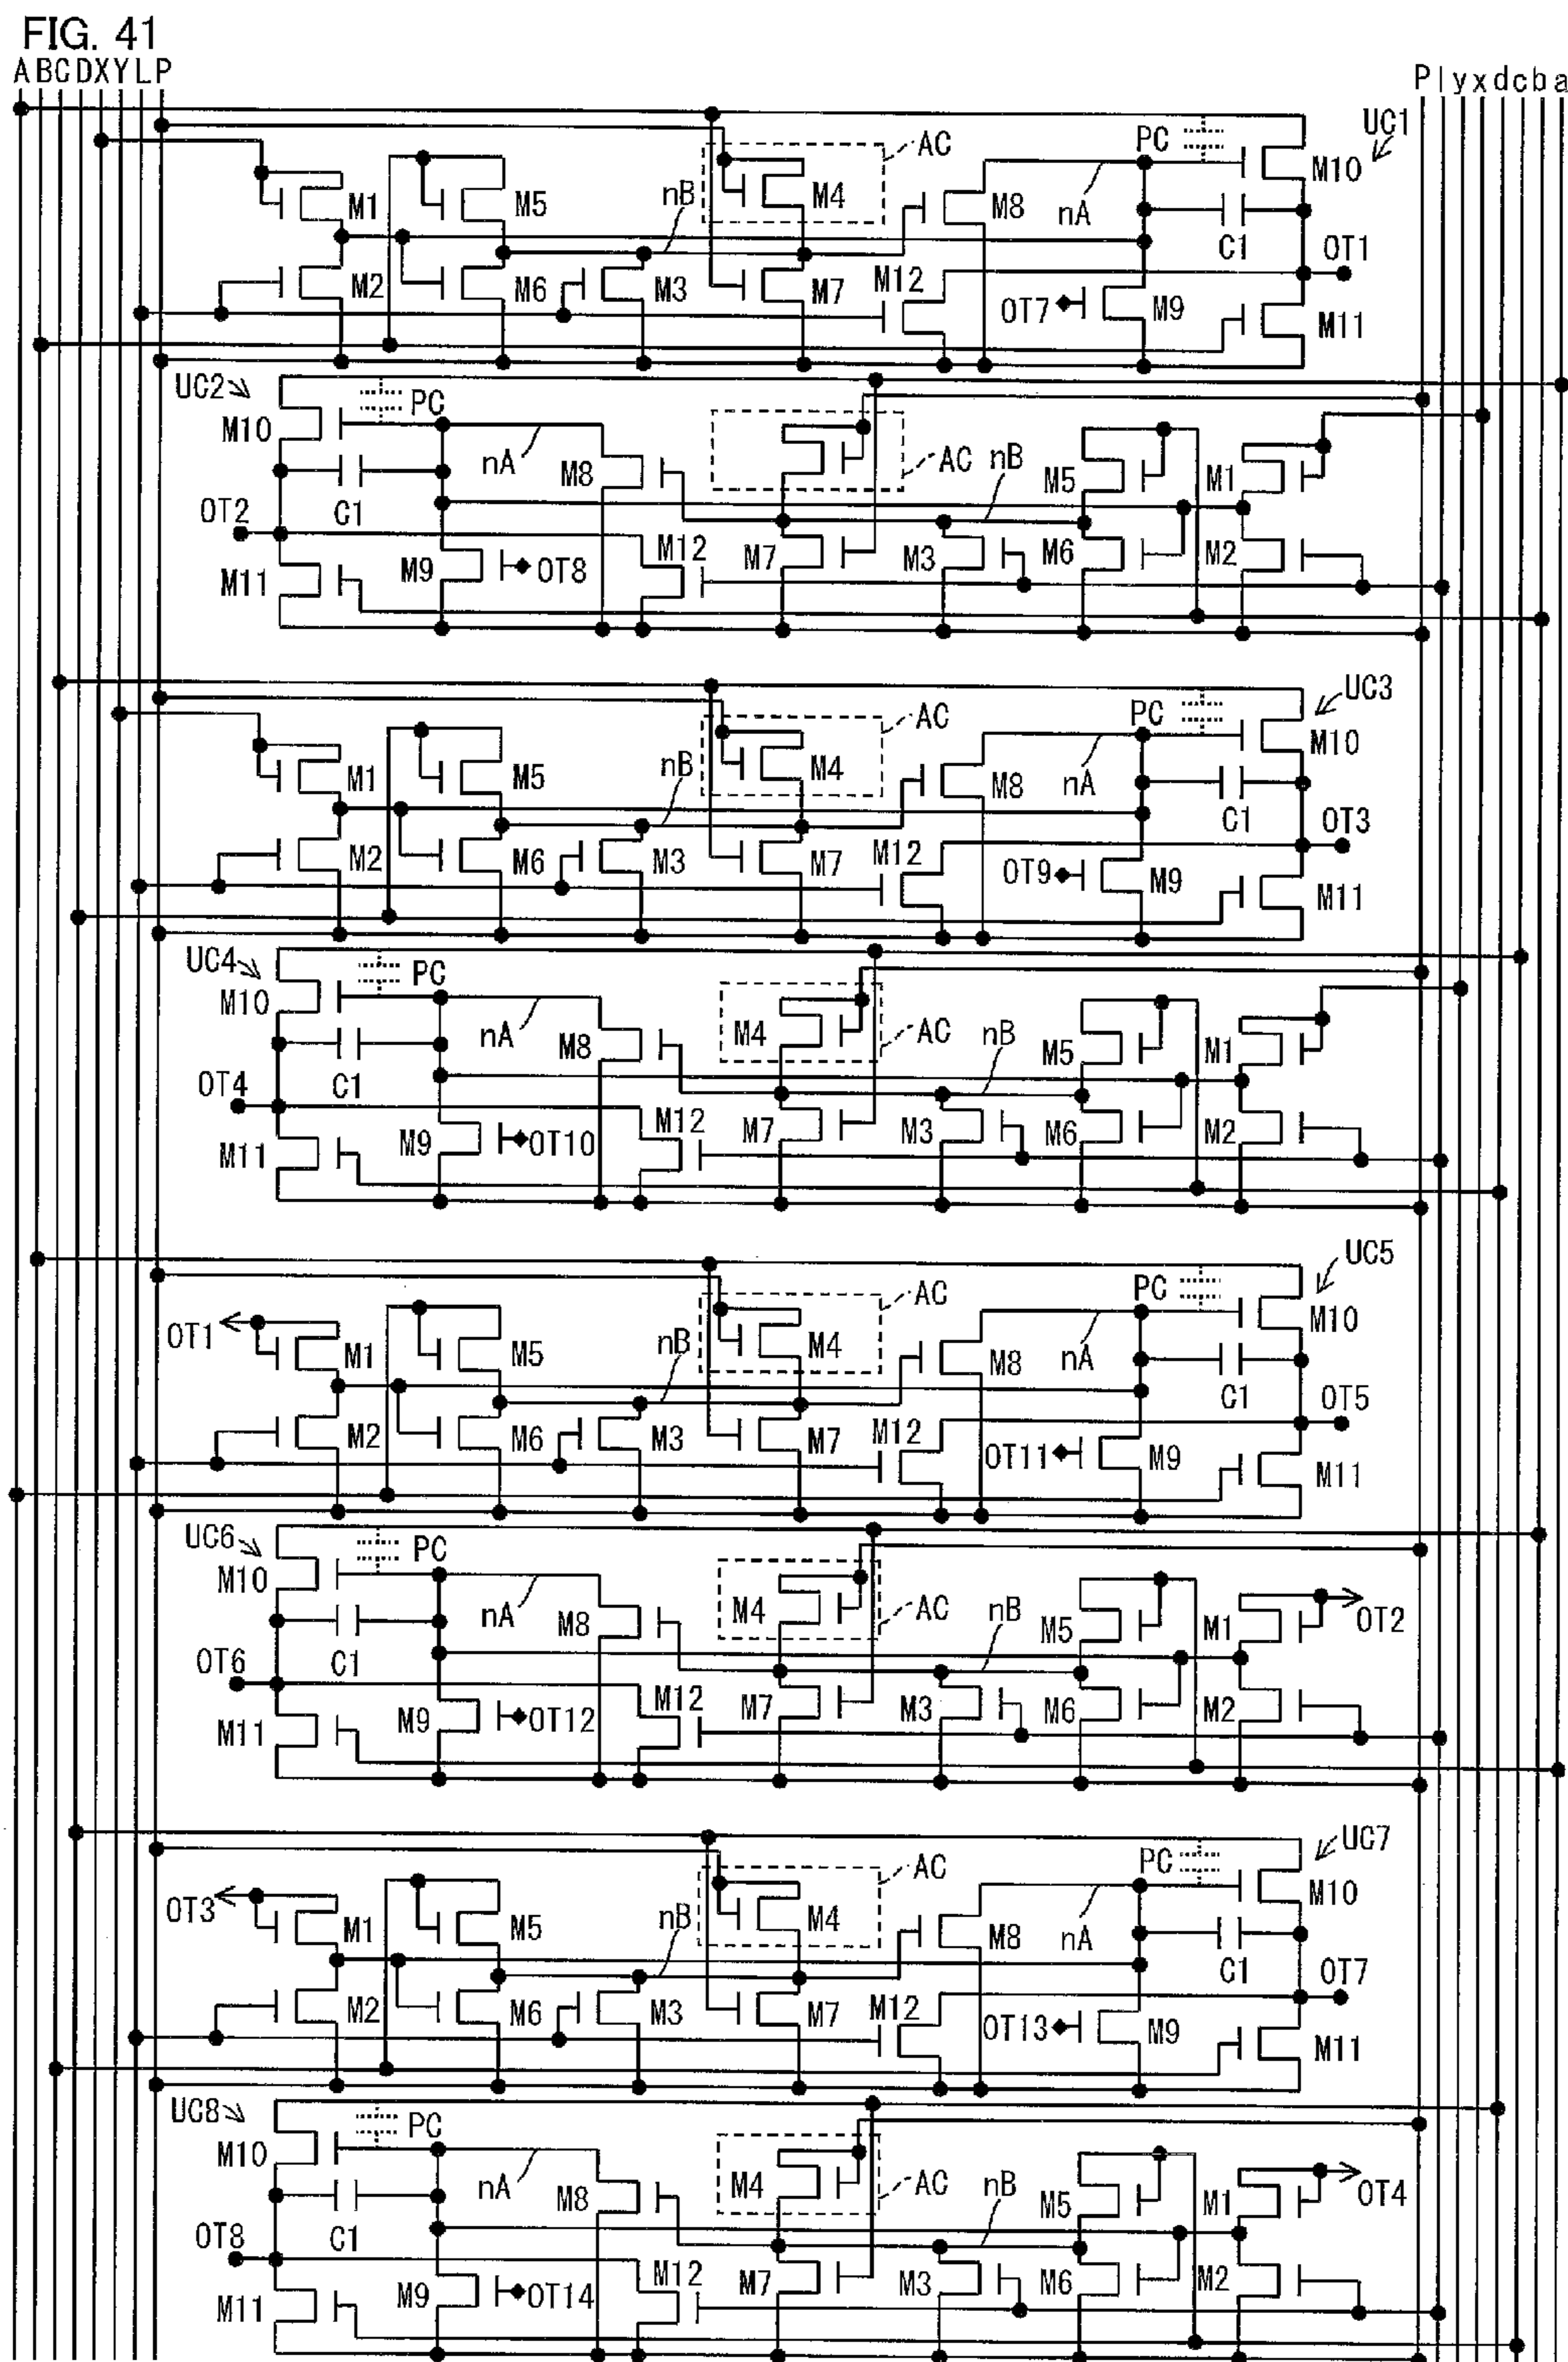 FIG. 41
A B C D X Y L P
P l y x d c b a
UC1
PC
AC
M10
M1
M5
nB
M4
M8
nA
C1
OT1
M2
M6
M3
M7
M12
OT7
M9
M11
UC2
PC
M10
nA
M8
AC
nB
M5
M1
OT2
C1
M12
M11
M9
OT8
M7
M3
M6
M2
UC3
PC
AC
M10
M1
M5
nB
M4
M8
nA
C1
OT3
M2
M6
M3
M7
M12
OT9
M9
M11
UC4
PC
M10
nA
M8
M4
AC
nB
M5
M1
OT4
C1
M12
M11
M9
OT10
M7
M3
M6
M2
UC5
PC
AC
M10
OT1
M1
M5
nB
M4
M8
nA
C1
OT5
M2
M6
M3
M7
M12
OT11
M9
M11
UC6
PC
M10
nA
M8
M4
AC
nB
M5
M1
OT2
OT6
C1
M12
M11
M9
OT12
M7
M3
M6
M2
UC7
PC
AC
M10
OT3
M1
M5
nB
M4
M8
nA
C1
OT7
M2
M6
M3
M7
M12
OT13
M9
M11
UC8
PC
M10
nA
M8
M4
AC
nB
M5
M1
OT4
OT8
C1
M12
M11
M9
OT14
M7
M3
M6
M2